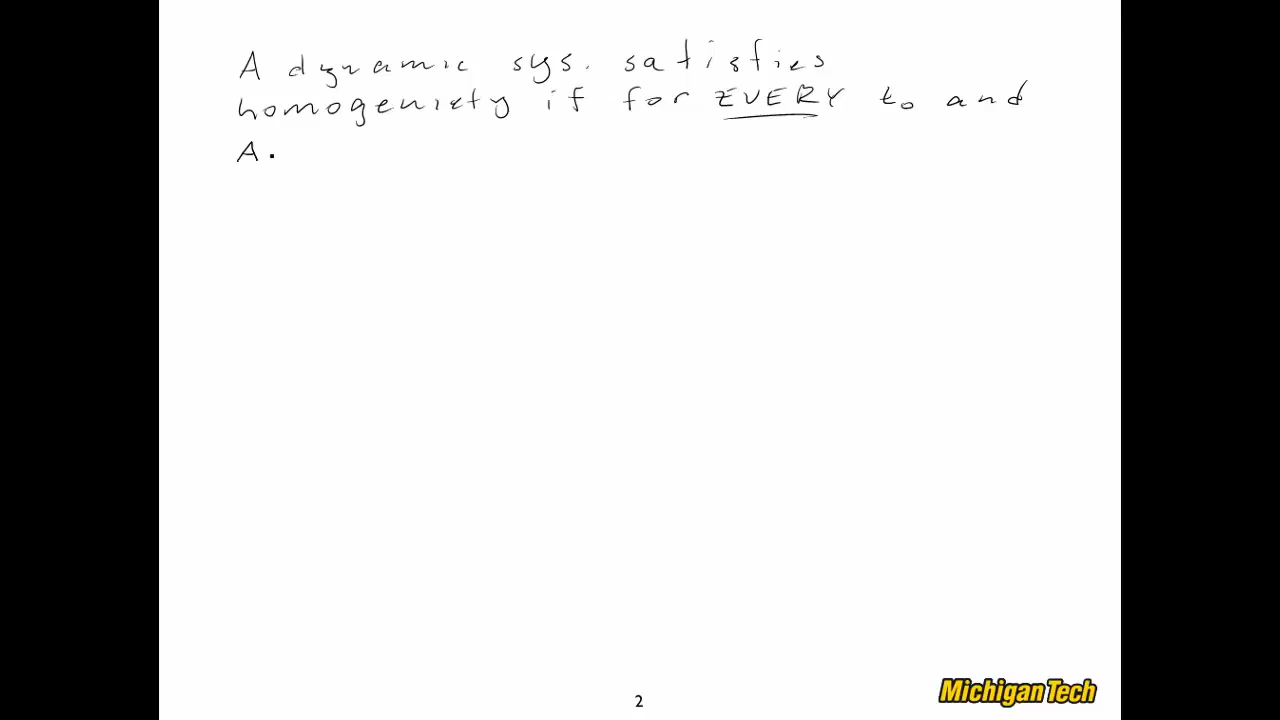 A dynamic sys. satisfies
homogeniety if for EVERY to and
A.
2
Michigan Tech